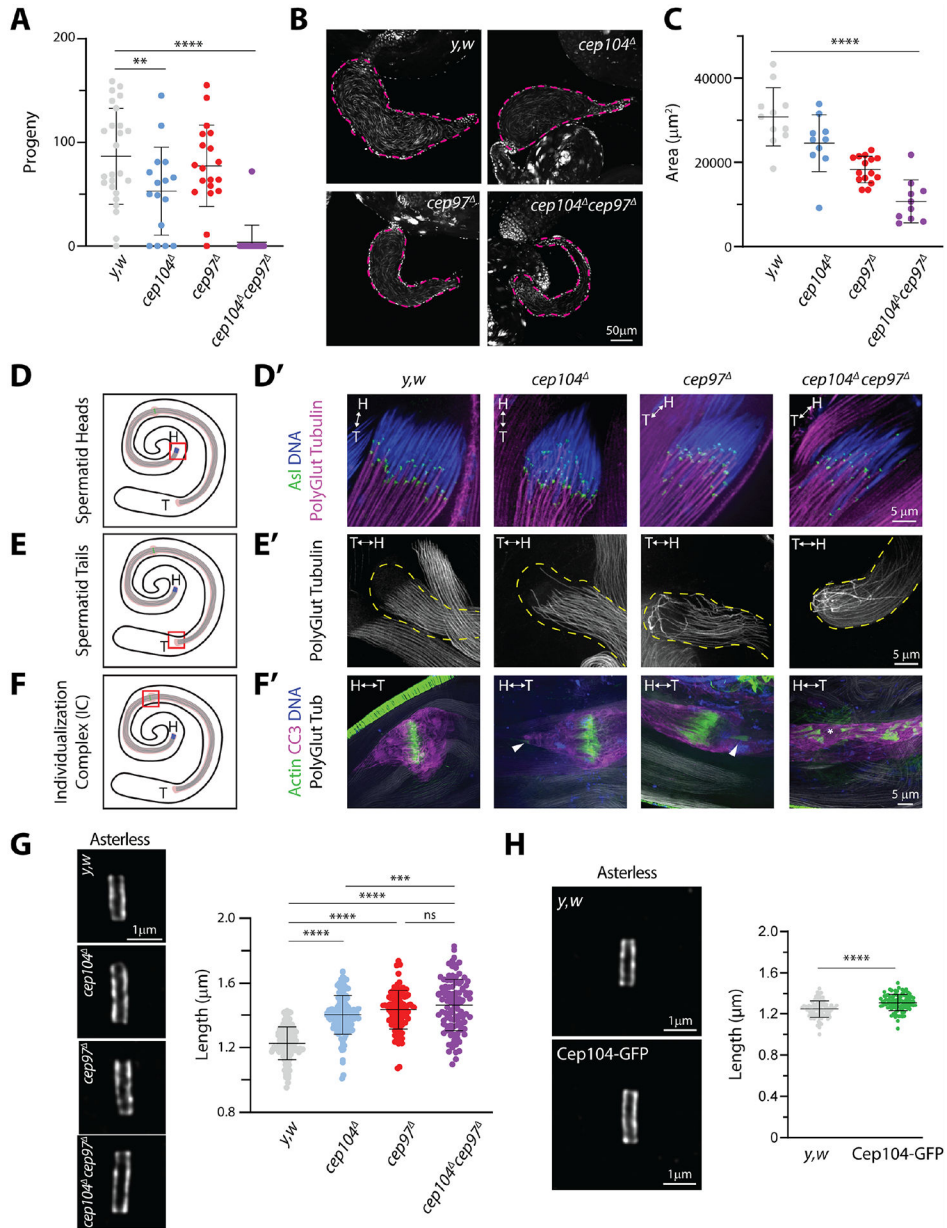 A
Progeny
200
150
100
50
0
****
**
y,w
cep104Δ
cep97Δ
cep104Δcep97Δ
B
y,w
cep104Δ
cep97Δ
cep104Δcep97Δ
50μm
C
Area (μm²)
40000
20000
0
****
y,w
cep104Δ
cep97Δ
cep104Δcep97Δ
D
Spermatid Heads
H
T
D’
Asl DNA
PolyGlut Tubulin
y,w
cep104Δ
cep97Δ
cep104Δcep97Δ
H
T
H
T
H
T
H
T
5 μm
E
Spermatid Tails
H
T
E’
PolyGlut Tubulin
T↔H
T↔H
T↔H
T↔H
5 μm
F
Individualization
Complex (IC)
H
T
F’
Actin CC3 DNA
PolyGlut Tub
H↔T
H↔T
H↔T
H↔T
*
5 μm
G
Asterless
y,w
1μm
cep104Δ
cep97Δ
cep104Δcep97Δ
Length (μm)
2.0
1.6
1.2
0.8
***
****
****
ns
****
y,w
cep104Δ
cep97Δ
cep104Δcep97Δ
H
Asterless
y,w
1μm
Cep104-GFP
1μm
Length (μm)
2.0
1.6
1.2
0.8
0.4
0
****
y,w
Cep104-GFP